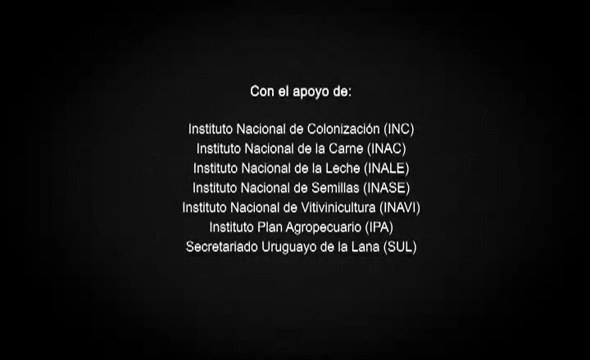 Con el apoyo de:
Instituto Nacional de Colonización (INC)
Instituto Nacional de la Carne (INAC)
Instituto Nacional de la Leche (INALE)
Instituto Nacional de Semillas (INASE)
Instituto Nacional de Vitivinicultura (INAVI)
Instituto Plan Agropecuario (IPA)
Secretariado Uruguayo de la Lana (SUL)